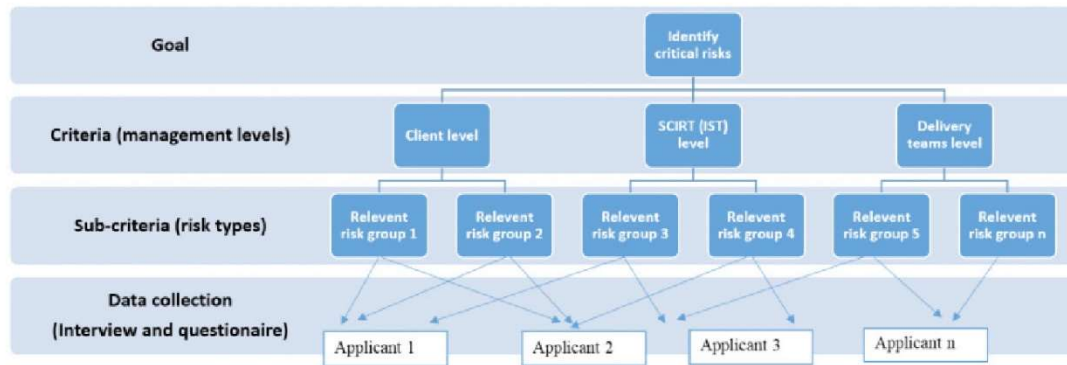 Goal
Identify
critical risks
Criteria (management levels)
Client level
SCIRT (IST)
level
Delivery
teams level
Sub-criteria (risk types)
Relevent
risk group 1
Relevent
risk group 2
Relevent
risk group 3
Relevent
risk group 4
Relevent
risk group 5
Relevent
risk group n
Data collection
(Interview and questionaire)
Applicant 1
Applicant 2
Applicant 3
Applicant n